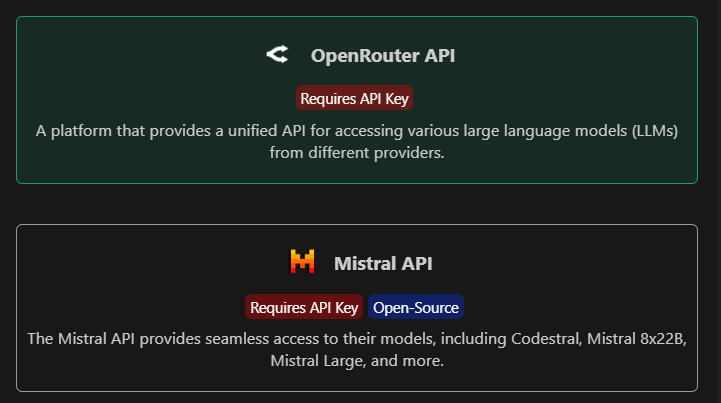 OpenRouter API
Requires API Key
A platform that provides a unified API for accessing various large language models (LLMs)
from different providers.
Mistral API
Requires API Key Open-Source
The Mistral API provides seamless access to their models, including Codestral, Mistral 8x22B,
Mistral Large, and more.